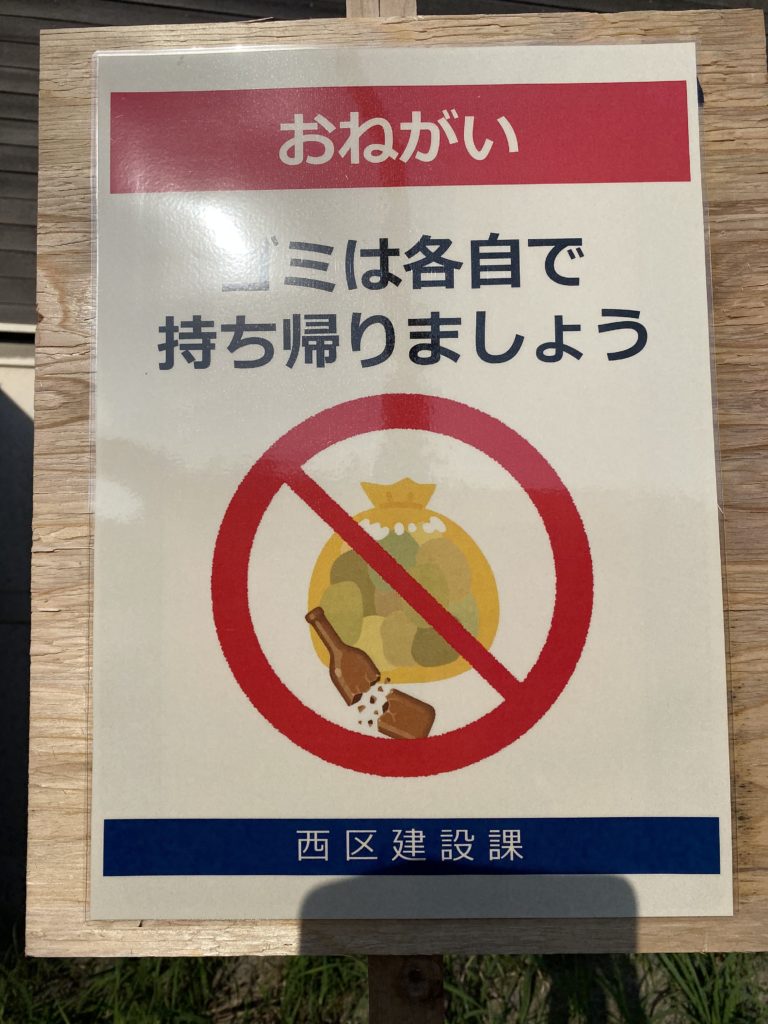 おねがい
ゴミは各自で
持ち帰りましょう
西区建設課